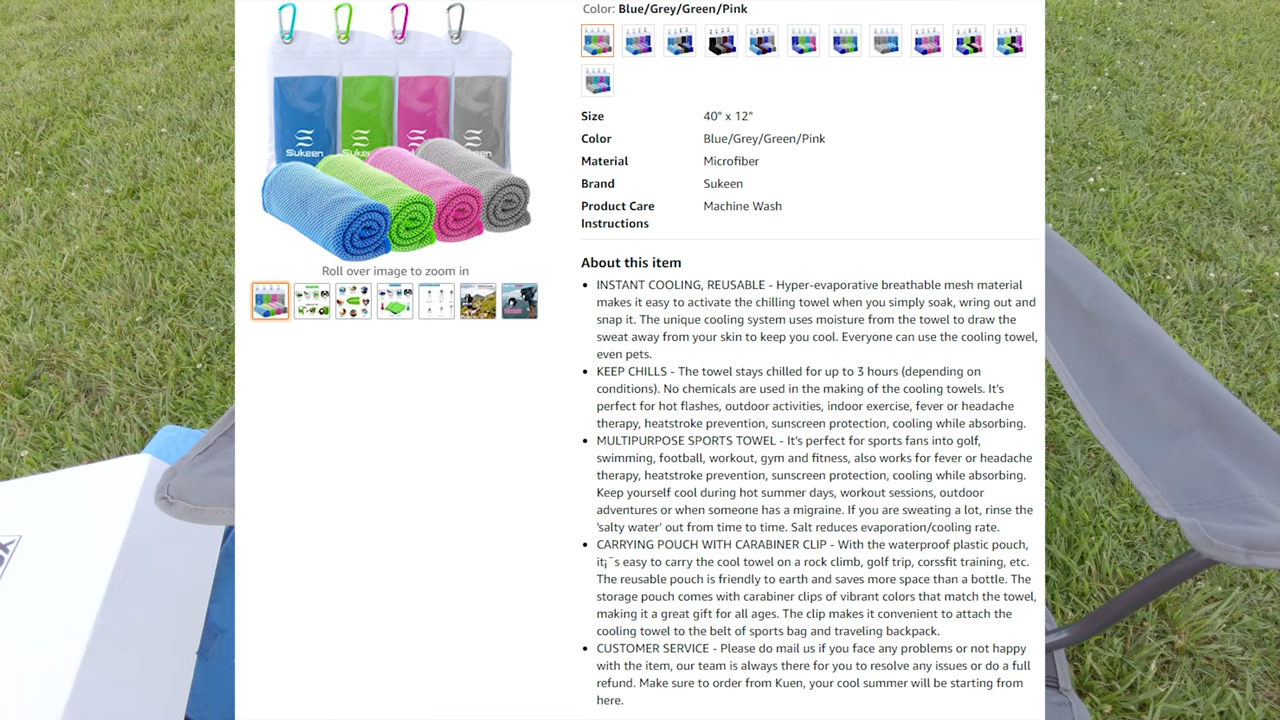 Color: Blue/Grey/Green/Pink
Sukeen
Sukeen
Roll over image to zoom in
Size 40" x 12"
Color Blue/Grey/Green/Pink
Material Microfiber
Brand Sukeen
Product Care Machine Wash
Instructions
About this item
INSTANT COOLING, REUSABLE - Hyper-evaporative breathable mesh material
makes it easy to activate the chilling towel when you simply soak, wring out and
snap it. The unique cooling system uses moisture from the towel to draw the
sweat away from your skin to keep you cool. Everyone can use the cooling towel,
even pets.
KEEP CHILLS - The towel stays chilled for up to 3 hours (depending on
conditions). No chemicals are used in the making of the cooling towels. It's
perfect for hot flashes, outdoor activities, indoor exercise, fever or headache
therapy, heatstroke prevention, sunscreen protection, cooling while absorbing.
MULTIPURPOSE SPORTS TOWEL - It's perfect for sports fans into golf,
swimming, football, workout, gym and fitness, also works for fever or headache
therapy, heatstroke prevention, sunscreen protection, cooling while absorbing.
Keep yourself cool during hot summer days, workout sessions, outdoor
adventures or when someone has a migraine. If you are sweating a lot, rinse the
'salty water' out from time to time. Salt reduces evaporation/cooling rate.
CARRYING POUCH WITH CARABINER CLIP - With the waterproof plastic pouch,
it¡¯s easy to carry the cool towel on a rock climb, golf trip, corssfit training, etc.
The reusable pouch is friendly to earth and saves more space than a bottle. The
storage pouch comes with carabiner clips of vibrant colors that match the towel,
making it a great gift for all ages. The clip makes it convenient to attach the
cooling towel to the belt of sports bag and traveling backpack.
CUSTOMER SERVICE - Please do mail us if you face any problems or not happy
with the item, our team is always there for you to resolve any issues or do a full
refund. Make sure to order from Kuen, your cool summer will be starting from
here.